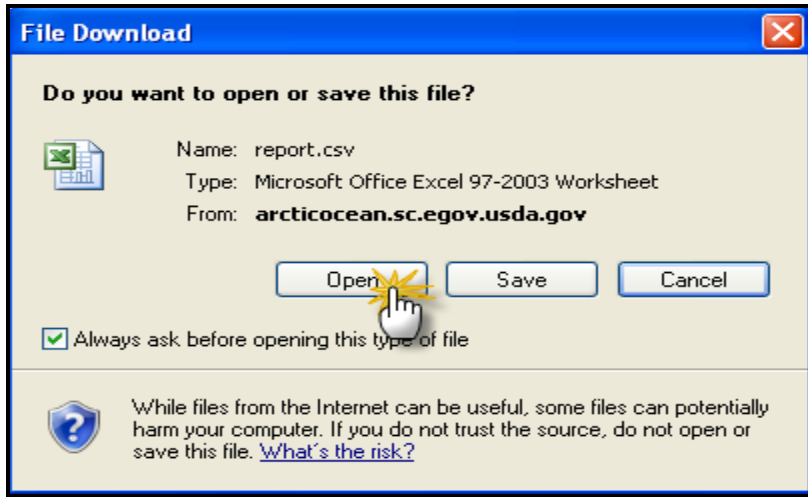 File Download
Do you want to open or save this file?
Name: report.csv
Type: Microsoft Office Excel 97-2003 Worksheet
From: arcticocean.sc.egov.usda.gov
Open Save Cancel
Always ask before opening this type of file
While files from the Internet can be useful, some files can potentially
harm your computer. If you do not trust the source, do not open or
save this file. What's the risk?